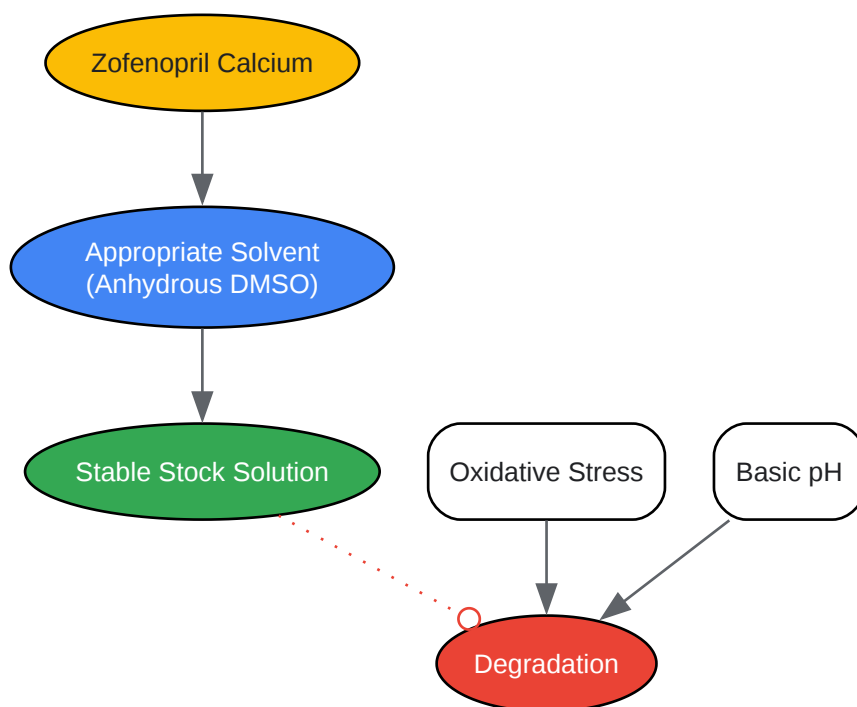 Zofenopril Calcium
Appropriate Solvent
(Anhydrous DMSO)
Stable Stock Solution
Oxidative Stress
Basic pH
Degradation